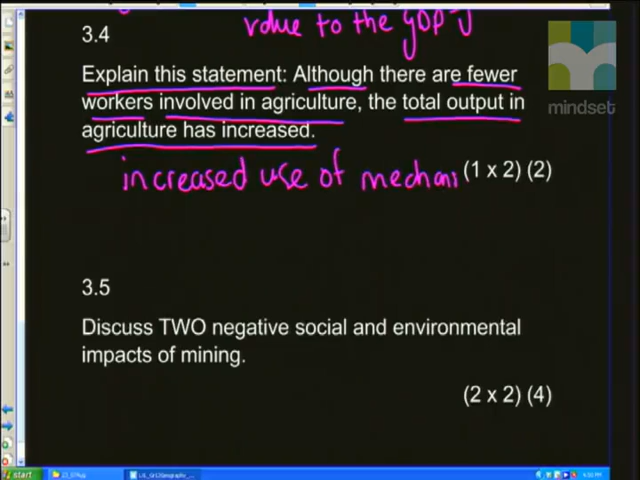 value to the GDP
3.4
Explain this statement: Although there are fewer
workers involved in agriculture, the total output in
agriculture has increased.
(1 x 2) (2)
increased use of mechani
3.5
Discuss TWO negative social and environmental
impacts of mining.
(2 x 2) (4)
mindset
start